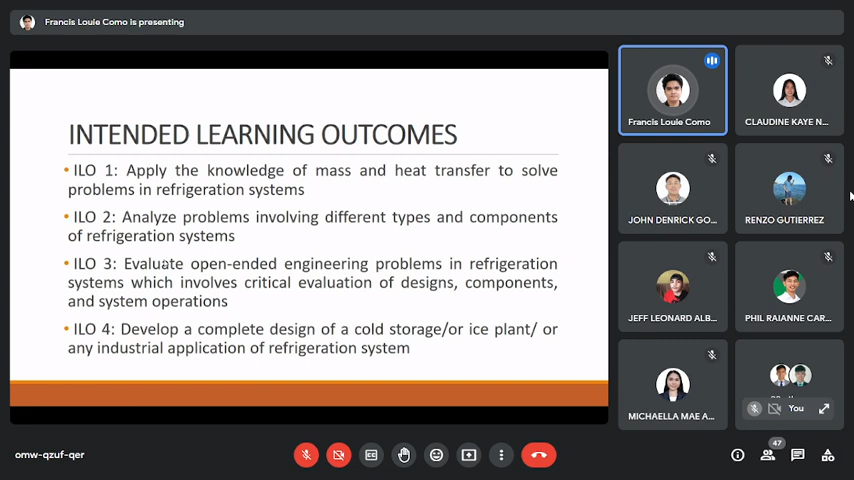 Francis Louie Como is presenting
INTENDED LEARNING OUTCOMES
• ILO 1: Apply the knowledge of mass and heat transfer to solve
problems in refrigeration systems
• ILO 2: Analyze problems involving different types and components
of refrigeration systems
• ILO 3: Evaluate open-ended engineering problems in refrigeration
systems which involves critical evaluation of designs, components,
and system operations
• ILO 4: Develop a complete design of a cold storage/or ice plant/ or
any industrial application of refrigeration system
Francis Louie Como
CLAUDINE KAYE N...
JOHN DENRICK GO...
RENZO GUTIERREZ
JEFF LEONARD ALB...
PHIL RAIANNE CAR...
MICHAELLA MAE A...
You
omw-qzuf-qer
47